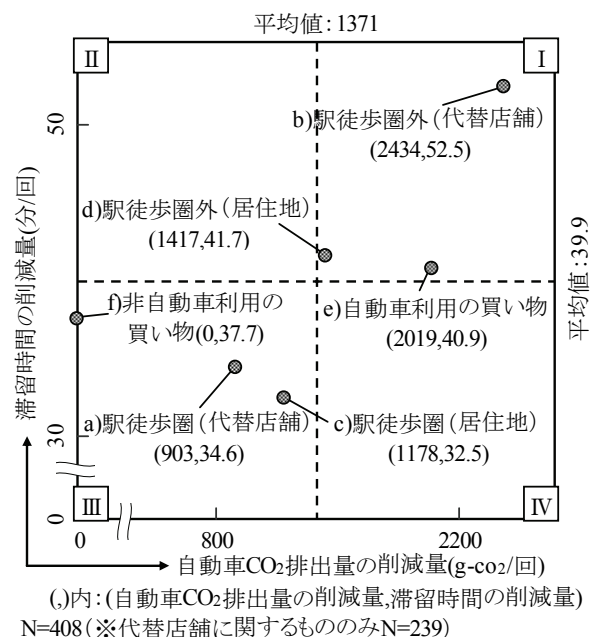 平均値：1371
Ⅱ
Ⅰ
50
b)駅徒歩圏外(代替店舗)
(2434,52.5)
d)駅徒歩圏外(居住地)
(1417,41.7)
滞留時間の削減量(分/回)
平均値：39.9
f)非自動車利用の
買い物(0,37.7)
e)自動車利用の買い物
(2019,40.9)
a)駅徒歩圏(代替店舗)
(903,34.6)
c)駅徒歩圏(居住地)
(1178,32.5)
30
Ⅲ
Ⅳ
0
0
800
2200
自動車CO₂排出量の削減量(g-co₂/回)
(,)内：(自動車CO₂排出量の削減量,滞留時間の削減量)
N=408(※代替店舗に関するもののみN=239)